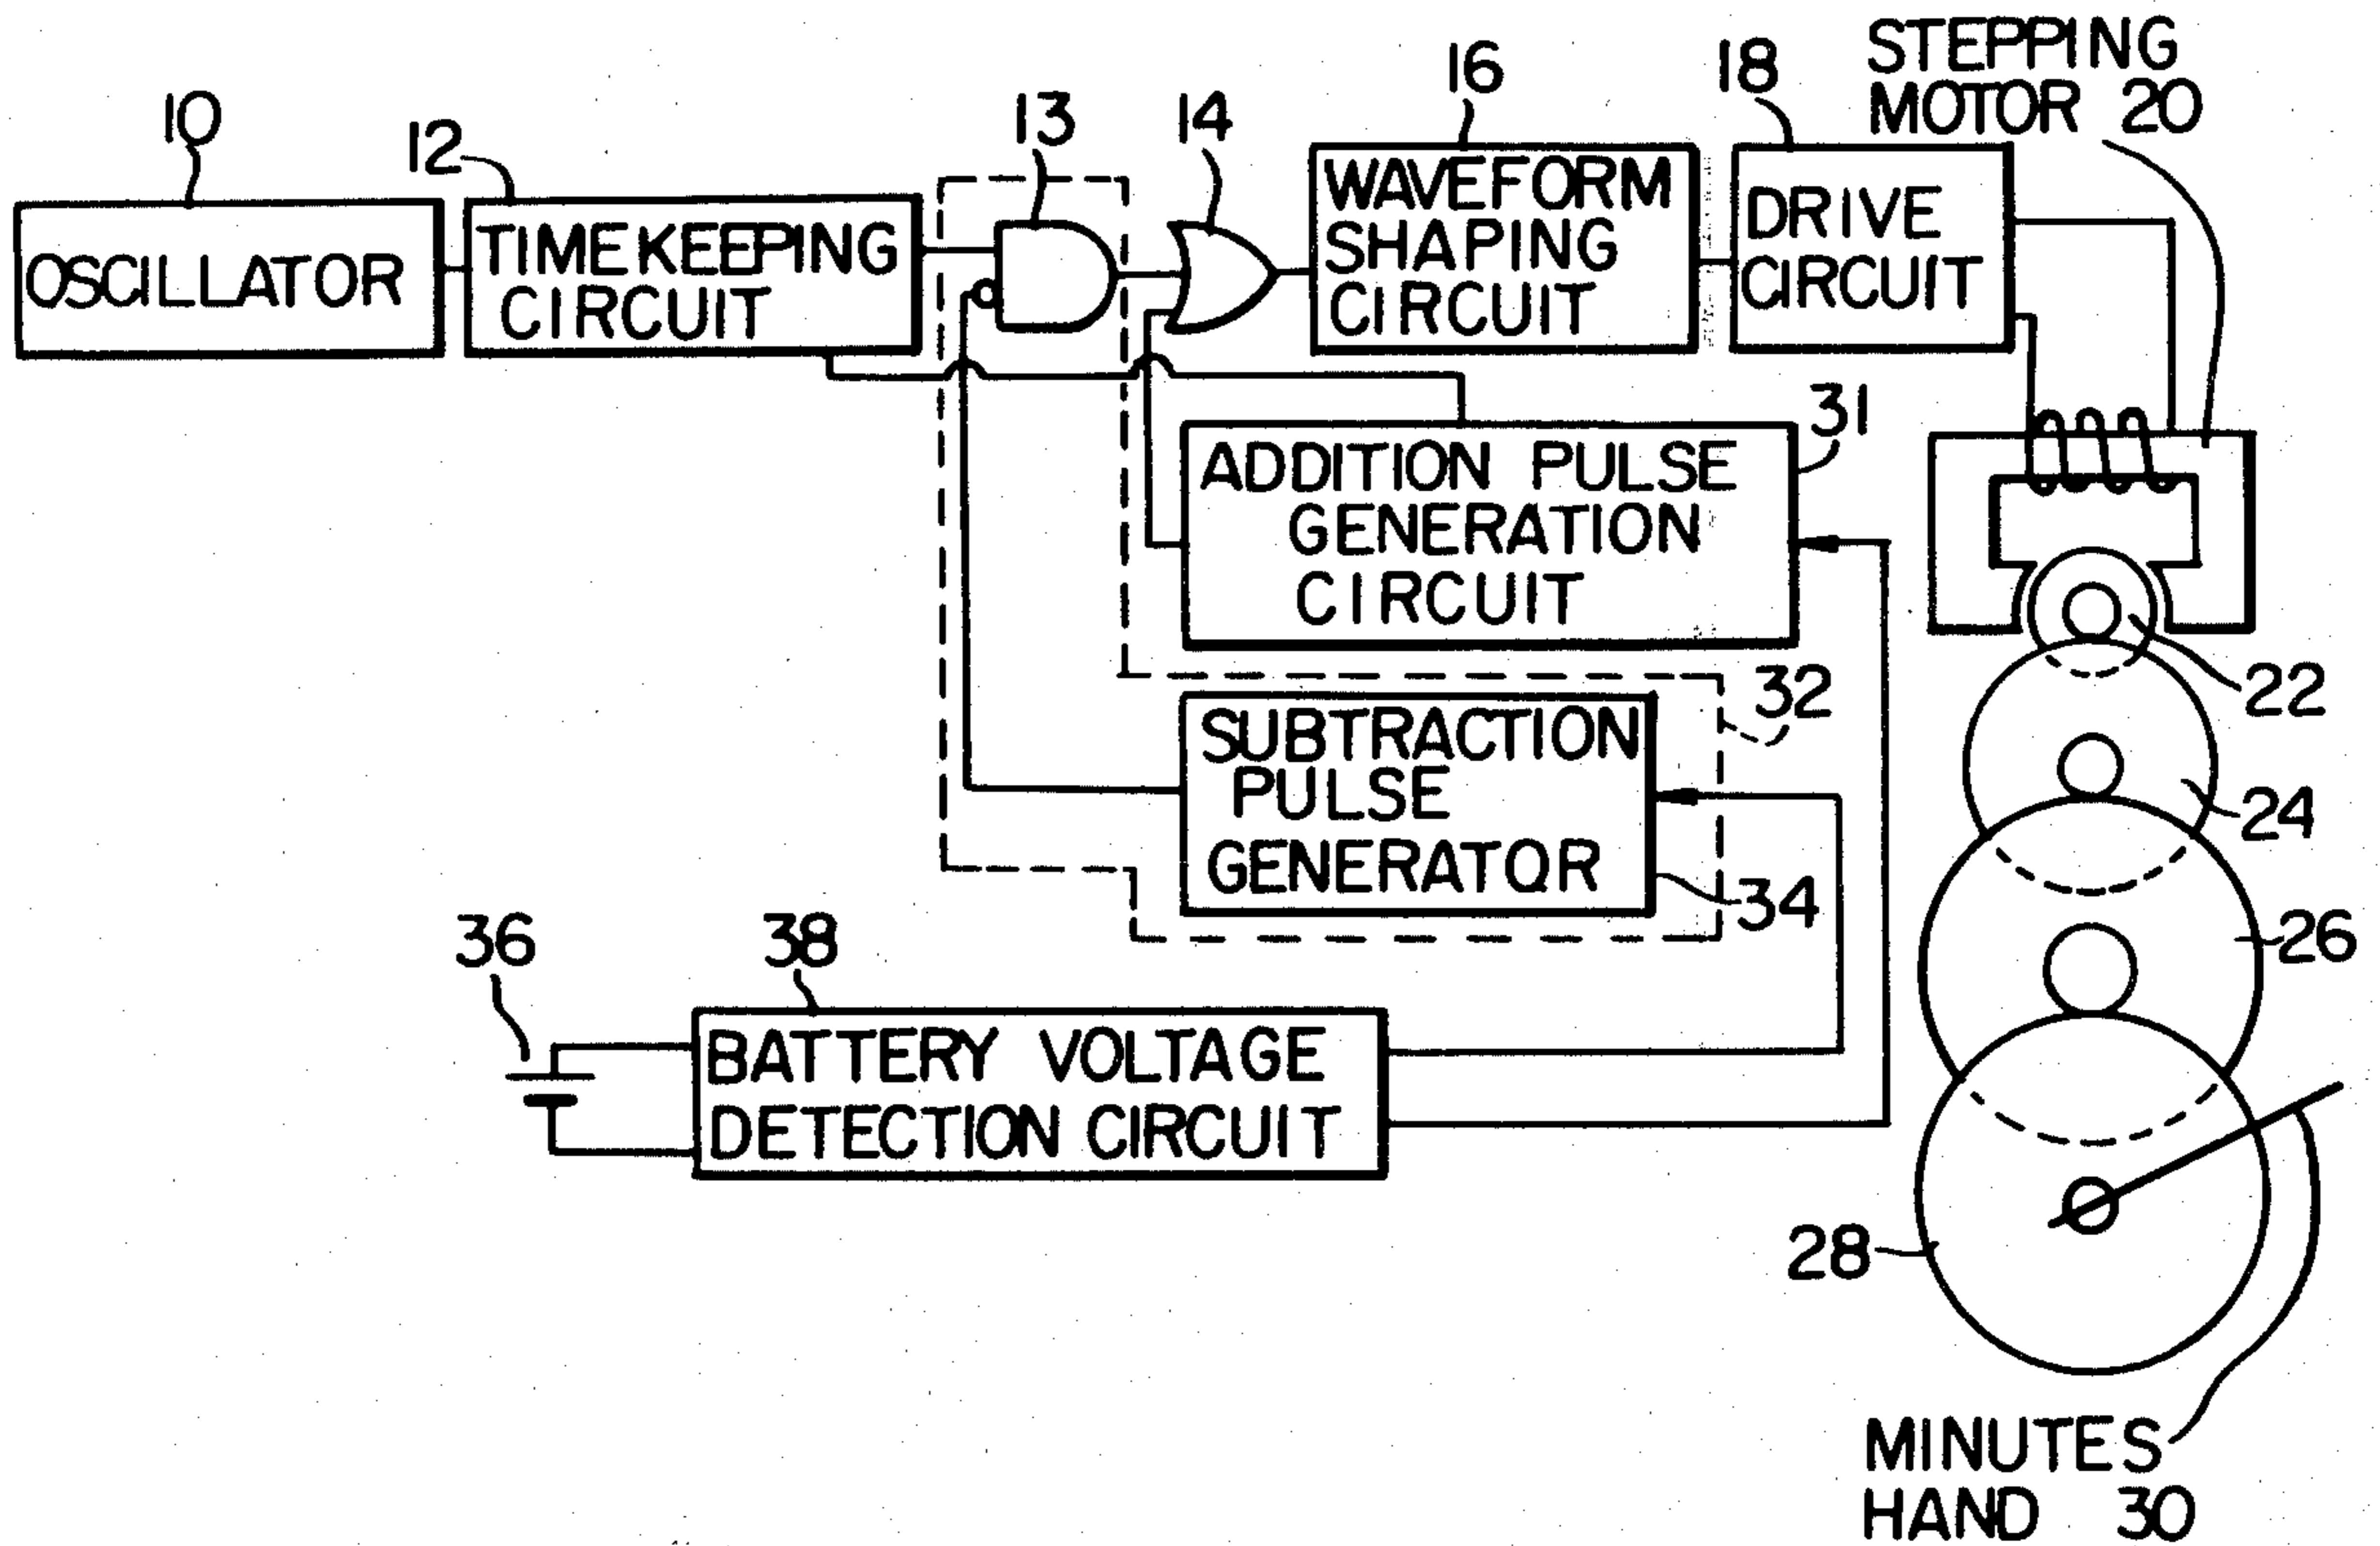 STEPPING
MOTOR 20
10
12
13
14
16
18
OSCILLATOR
TIMEKEEPING
CIRCUIT
WAVEFORM
SHAPING
CIRCUIT
DRIVE
CIRCUIT
31
ADDITION PULSE
GENERATION
CIRCUIT
22
32
SUBTRACTION
PULSE
GENERATOR
34
24
26
36
38
BATTERY VOLTAGE
DETECTION CIRCUIT
28
MINUTES
HAND 30